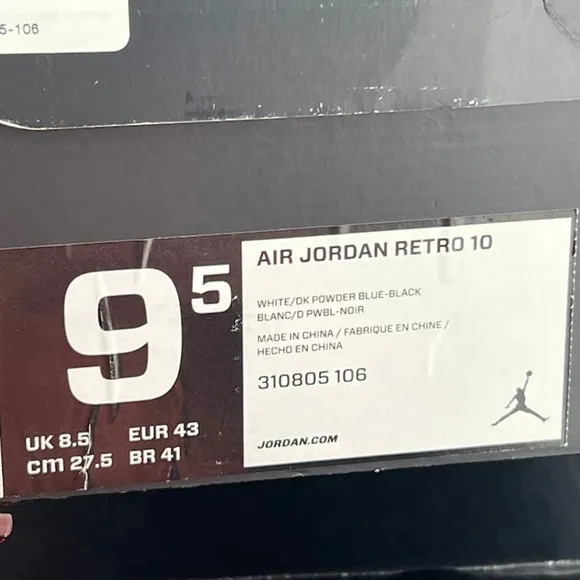 5-106
9.5
UK 8.5 EUR 43
cm 27.5 BR 41
AIR JORDAN RETRO 10
WHITE/DK POWDER BLUE-BLACK
BLANC/D PWBL-NOIR
MADE IN CHINA / FABRIQUE EN CHINE /
HECHO EN CHINA
310805 106
JORDAN.COM